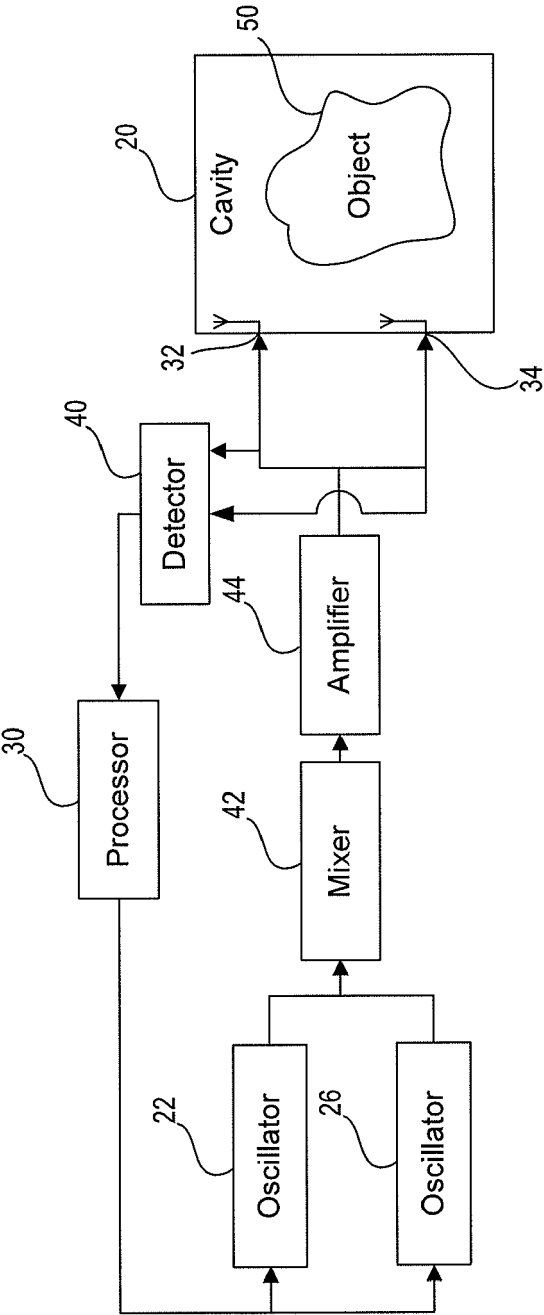 20
50
Cavity
Object
32
34
40
Detector
30
Processor
44
Amplifier
42
Mixer
22
Oscillator
26
Oscillator